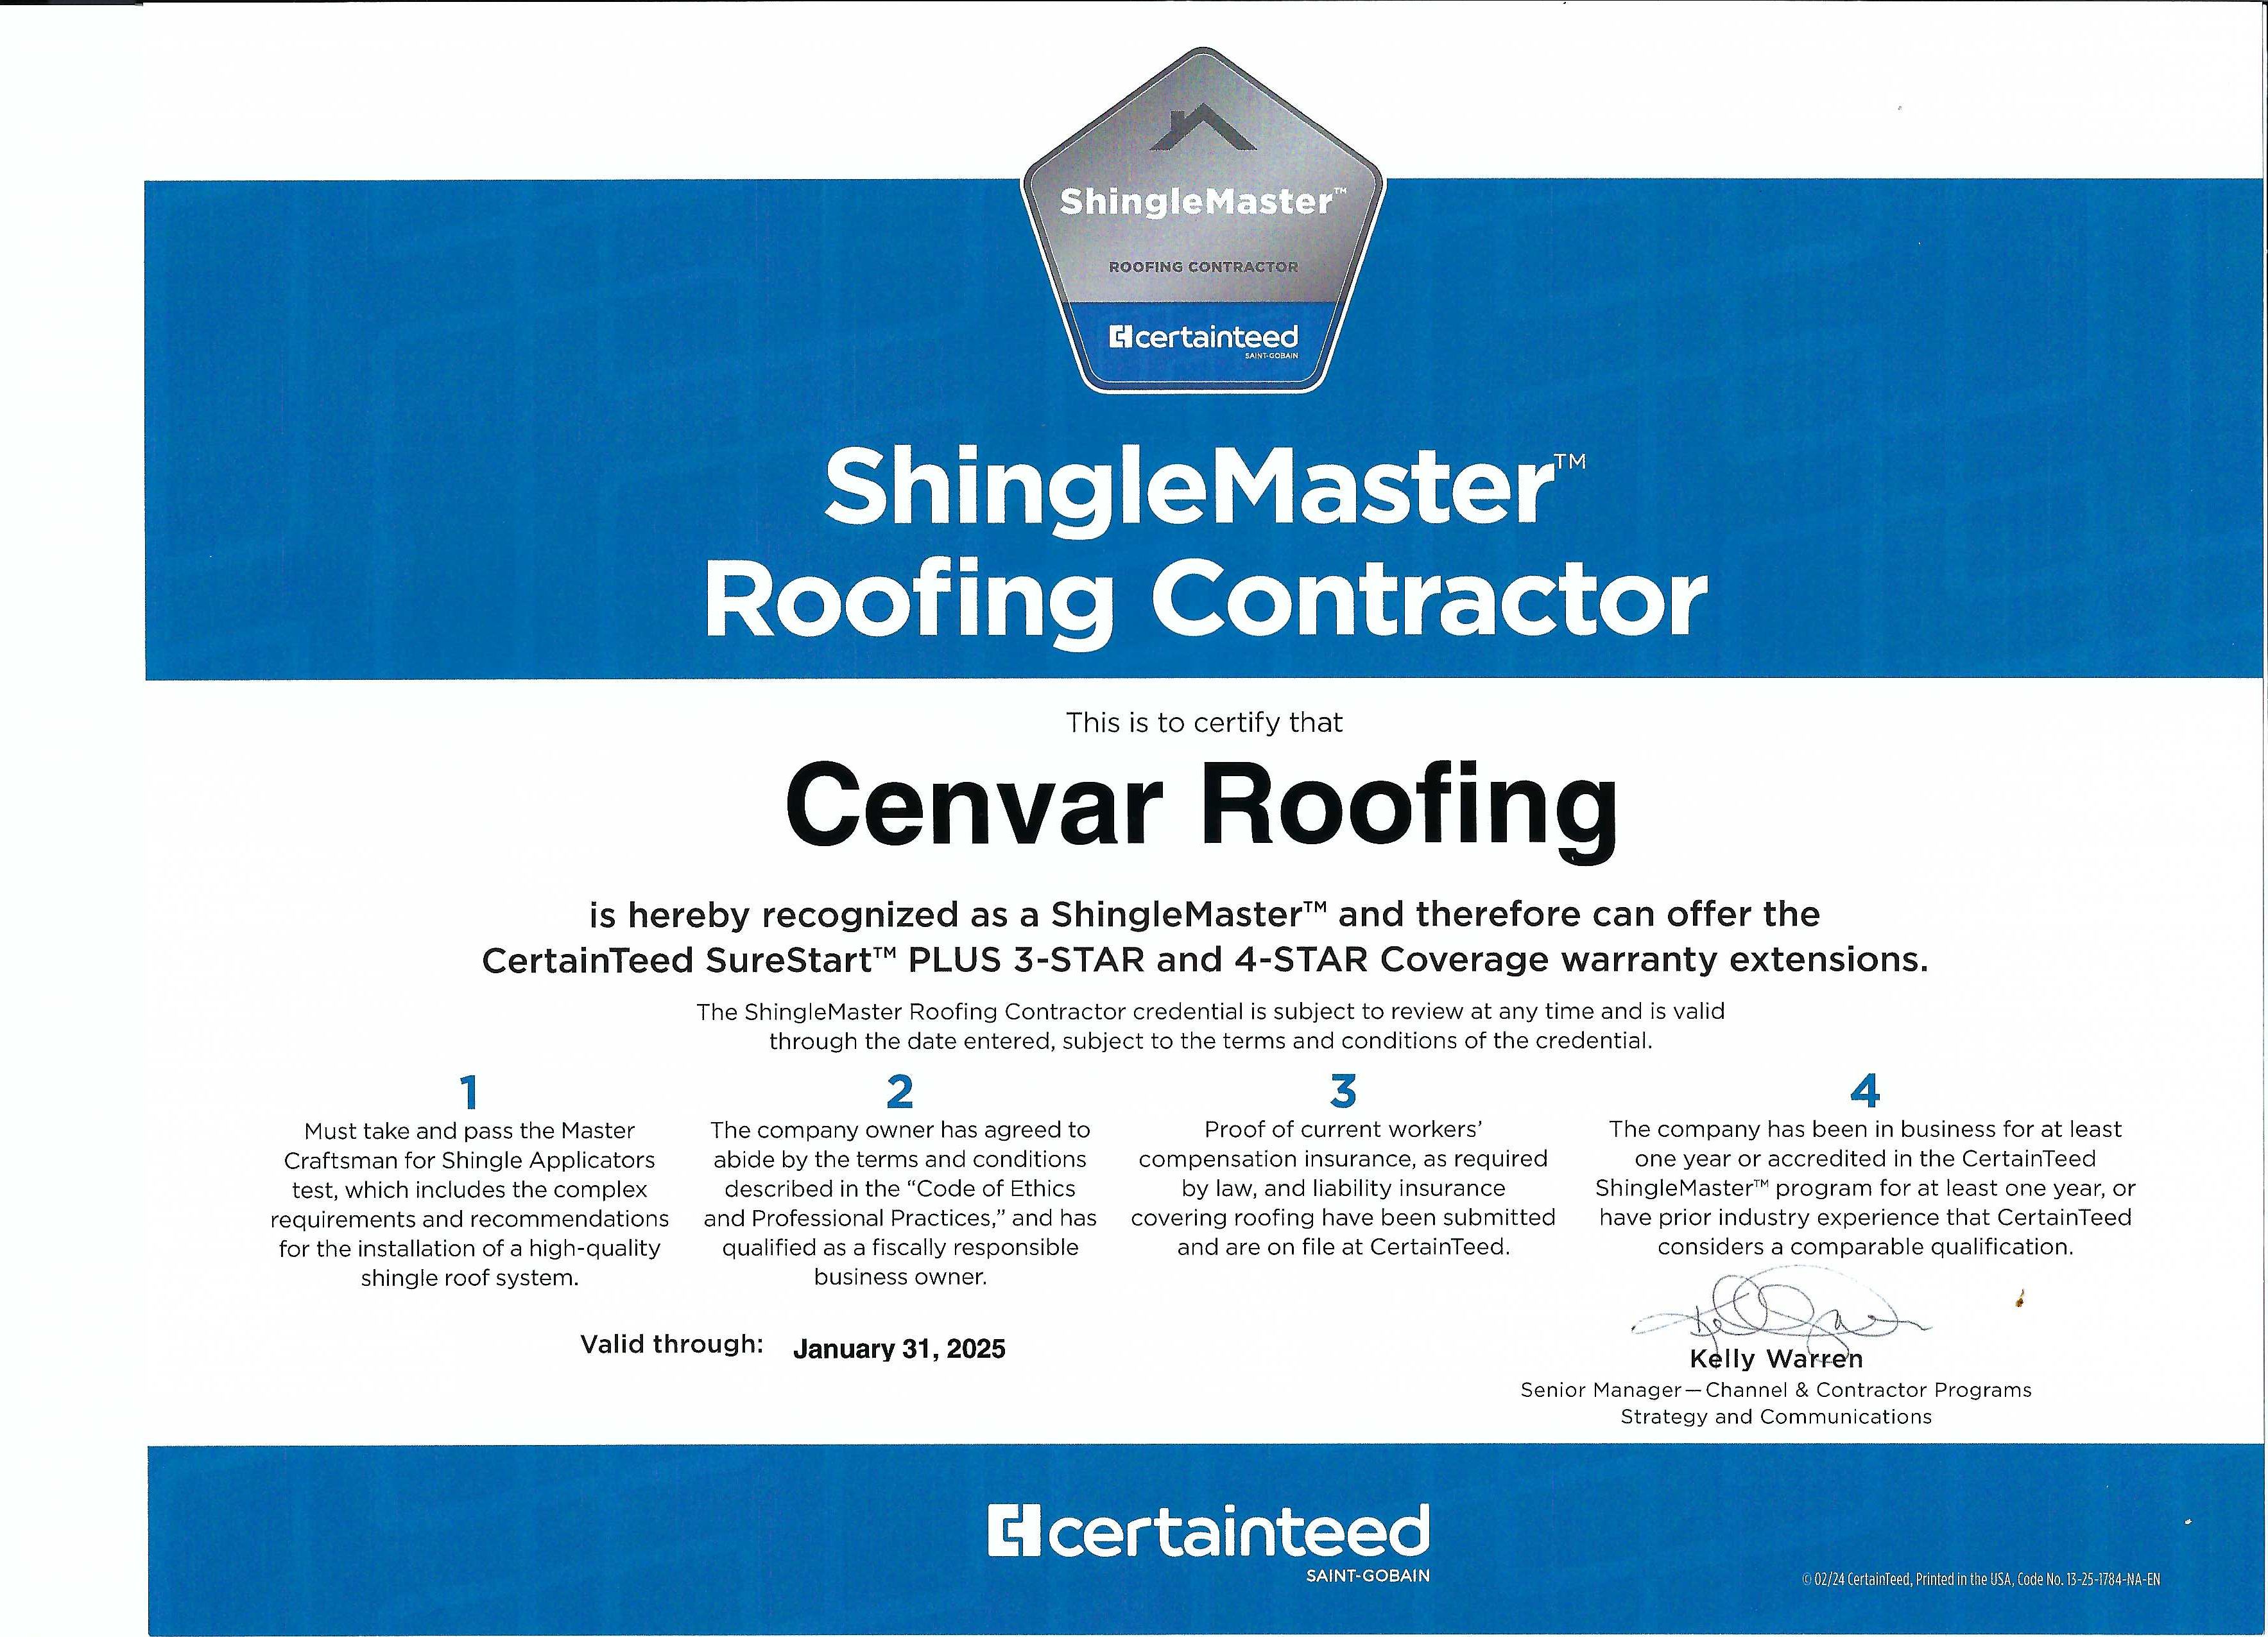 ShingleMaster™
ROOFING CONTRACTOR
certainteed
SAINT-GOBAIN
ShingleMaster™
Roofing Contractor
This is to certify that
Cenvar Roofing
is hereby recognized as a ShingleMaster™ and therefore can offer the
CertainTeed SureStart™ PLUS 3-STAR and 4-STAR Coverage warranty extensions.
The ShingleMaster Roofing Contractor credential is subject to review at any time and is valid
through the date entered, subject to the terms and conditions of the credential.
1
Must take and pass the Master
Craftsman for Shingle Applicators
test, which includes the complex
requirements and recommendations
for the installation of a high-quality
shingle roof system.
2
The company owner has agreed to
abide by the terms and conditions
described in the “Code of Ethics
and Professional Practices,” and has
qualified as a fiscally responsible
business owner.
3
Proof of current workers’
compensation insurance, as required
by law, and liability insurance
covering roofing have been submitted
and are on file at CertainTeed.
4
The company has been in business for at least
one year or accredited in the CertainTeed
ShingleMaster™ program for at least one year, or
have prior industry experience that CertainTeed
considers a comparable qualification.
Valid through: January 31, 2025
Kelly Warren
Senior Manager—Channel & Contractor Programs
Strategy and Communications
certainteed
SAINT-GOBAIN
© 02/24 CertainTeed, Printed in the USA, Code No. 13-25-1784-NA-EN